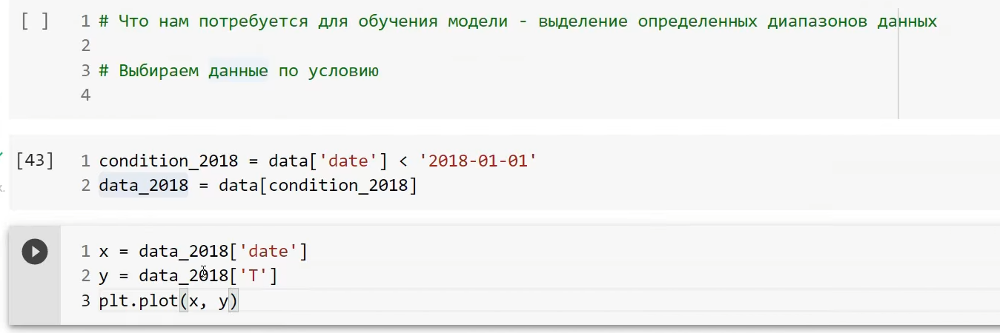 [ ] 1 # Что нам потребуется для обучения модели - выделение определенных диапазонов данных
2
3 # Выбираем данные по условию
4
[43] 1 condition_2018 = data['date'] < '2018-01-01'
2 data_2018 = data[condition_2018]
1 x = data_2018['date']
2 y = data_2018['T']
3 plt.plot(x, y)